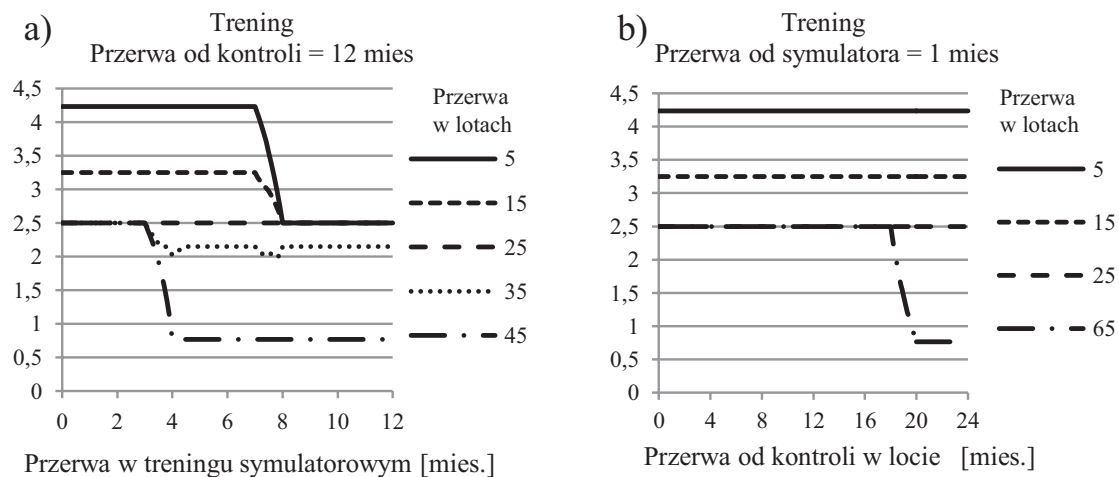 a)
Trening
Przerwa od kontroli = 12 mies
4,5
4
3,5
3
2,5
2
1,5
1
0,5
0
0 2 4 6 8 10 12
Przerwa w treningu symulatorowym [mies.]
Przerwa
w lotach
5
15
25
35
45
b)
Trening
Przerwa od symulatora = 1 mies
4,5
4
3,5
3
2,5
2
1,5
1
0,5
0
0 4 8 12 16 20 24
Przerwa od kontroli w locie [mies.]
Przerwa
w lotach
5
15
25
65